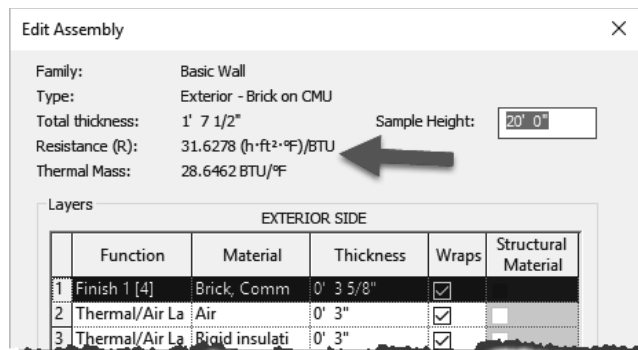 Edit Assembly
Family: Basic Wall
Type: Exterior - Brick on CMU
Total thickness: 1' 7 1/2" Sample Height: 20' 0"
Resistance (R): 31.6278 (h·ft²·°F)/BTU
Thermal Mass: 28.6462 BTU/°F
Layers
EXTERIOR SIDE
Function Material Thickness Wraps Structural Material
1 Finish 1 [4] Brick, Comm 0' 3 5/8"
2 Thermal/Air La Air 0' 3"
3 Thermal/Air La Rigid insulati 0' 3"